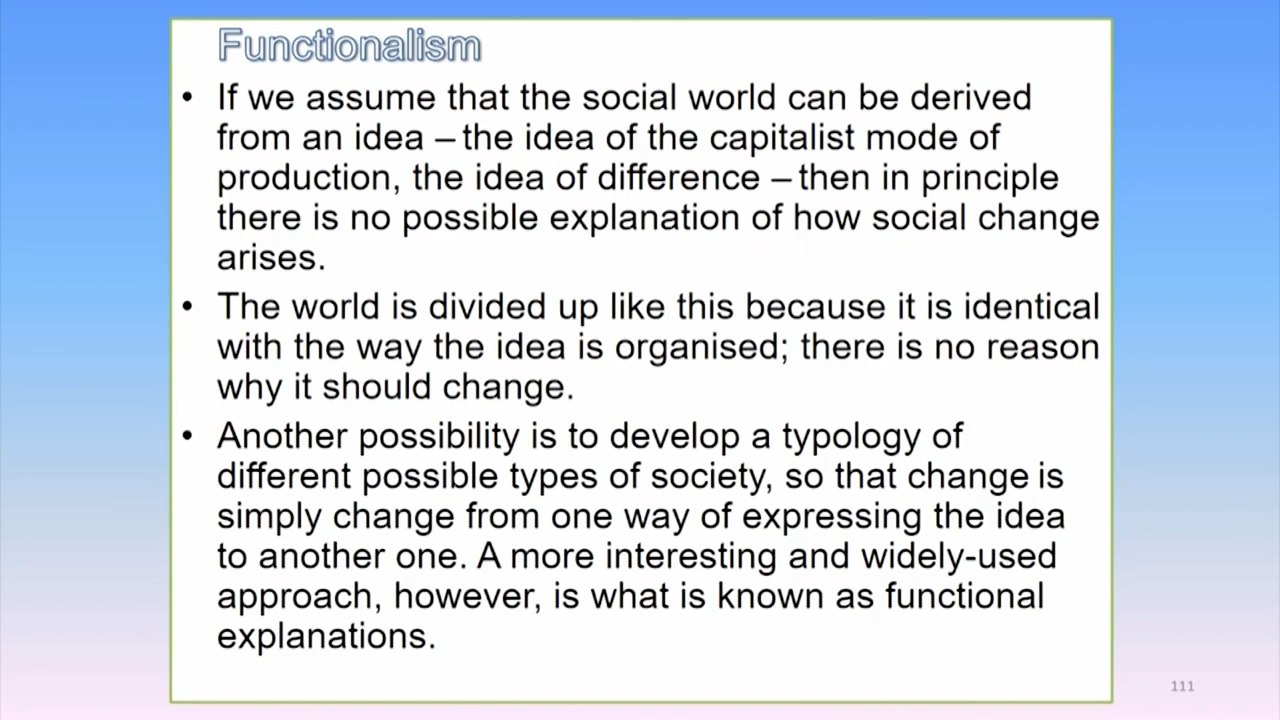 Functionalism
• If we assume that the social world can be derived
from an idea – the idea of the capitalist mode of
production, the idea of difference – then in principle
there is no possible explanation of how social change
arises.
• The world is divided up like this because it is identical
with the way the idea is organised; there is no reason
why it should change.
• Another possibility is to develop a typology of
different possible types of society, so that change is
simply change from one way of expressing the idea
to another one. A more interesting and widely-used
approach, however, is what is known as functional
explanations.
111